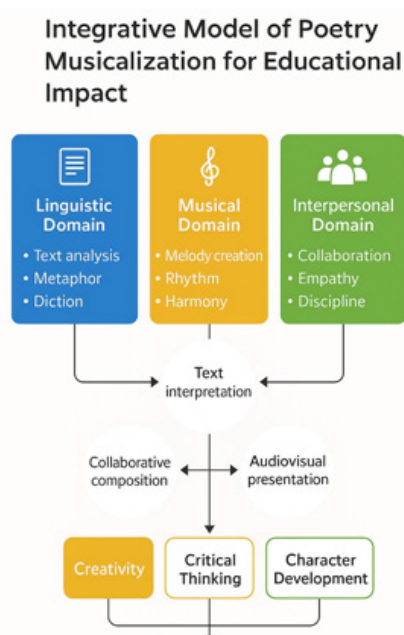 Integrative Model of Poetry
Musicalization for Educational
Impact
Linguistic
Domain
• Text analysis
• Metaphor
• Diction
Musical
Domain
• Melody creation
• Rhythm
• Harmony
Interpersonal
Domain
• Collaboration
• Empathy
• Discipline
Text
interpretation
Collaborative
composition
Audiovisual
presentation
Creativity
Critical
Thinking
Character
Development